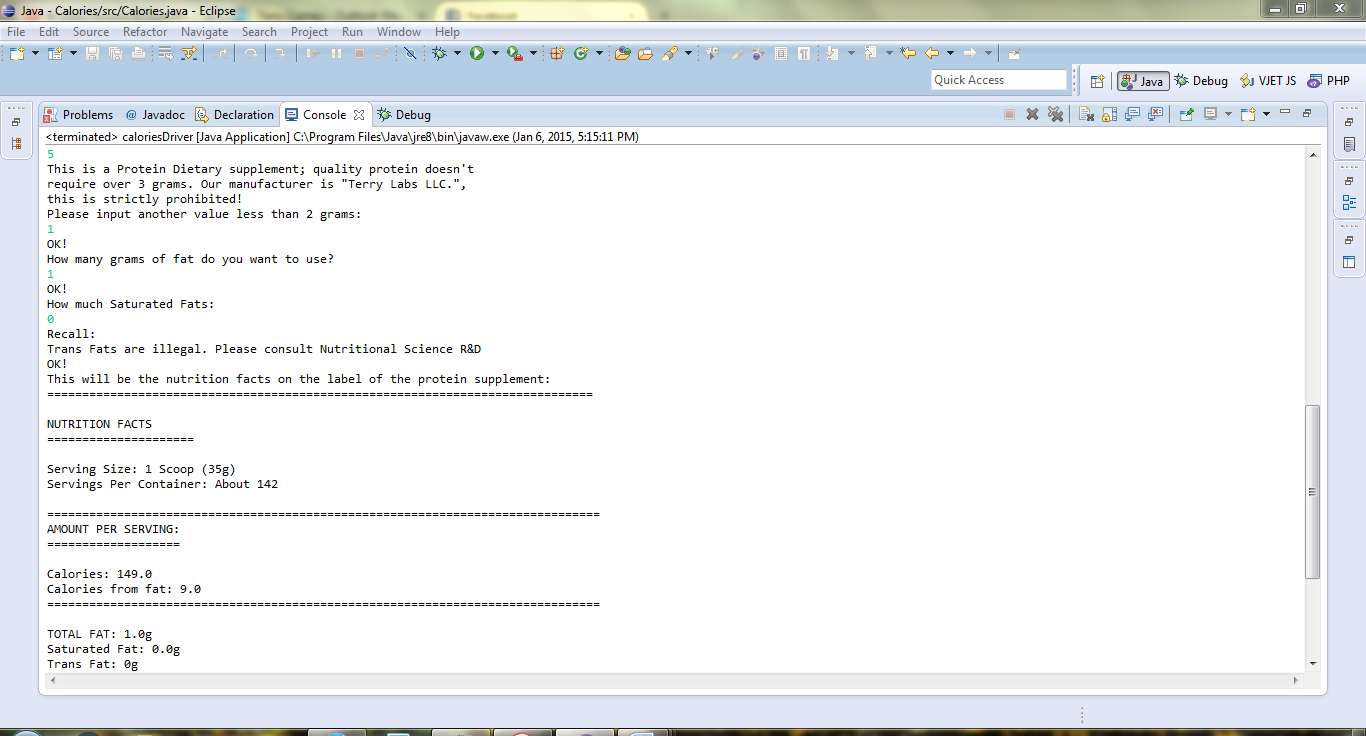 Java - Calories/src/Calories.java - Eclipse
File Edit Source Refactor Navigate Search Project Run Window Help
Quick Access
Java Debug VJET JS PHP
Problems @ Javadoc Declaration Console Debug
<terminated> caloriesDriver [Java Application] C:\Program Files\Java\jre8\bin\javaw.exe (Jan 6, 2015, 5:15:11 PM)
5
This is a Protein Dietary supplement; quality protein doesn't
require over 3 grams. Our manufacturer is "Terry Labs LLC.",
this is strictly prohibited!
Please input another value less than 2 grams:
1
OK!
How many grams of fat do you want to use?
1
OK!
How much Saturated Fats:
0
Recall:
Trans Fats are illegal. Please consult Nutritional Science R&D
OK!
This will be the nutrition facts on the label of the protein supplement:
==============================================================================
NUTRITION FACTS
=====================
Serving Size: 1 Scoop (35g)
Servings Per Container: About 142
===============================================================================
AMOUNT PER SERVING:
===================
Calories: 149.0
Calories from fat: 9.0
===============================================================================
TOTAL FAT: 1.0g
Saturated Fat: 0.0g
Trans Fat: 0g